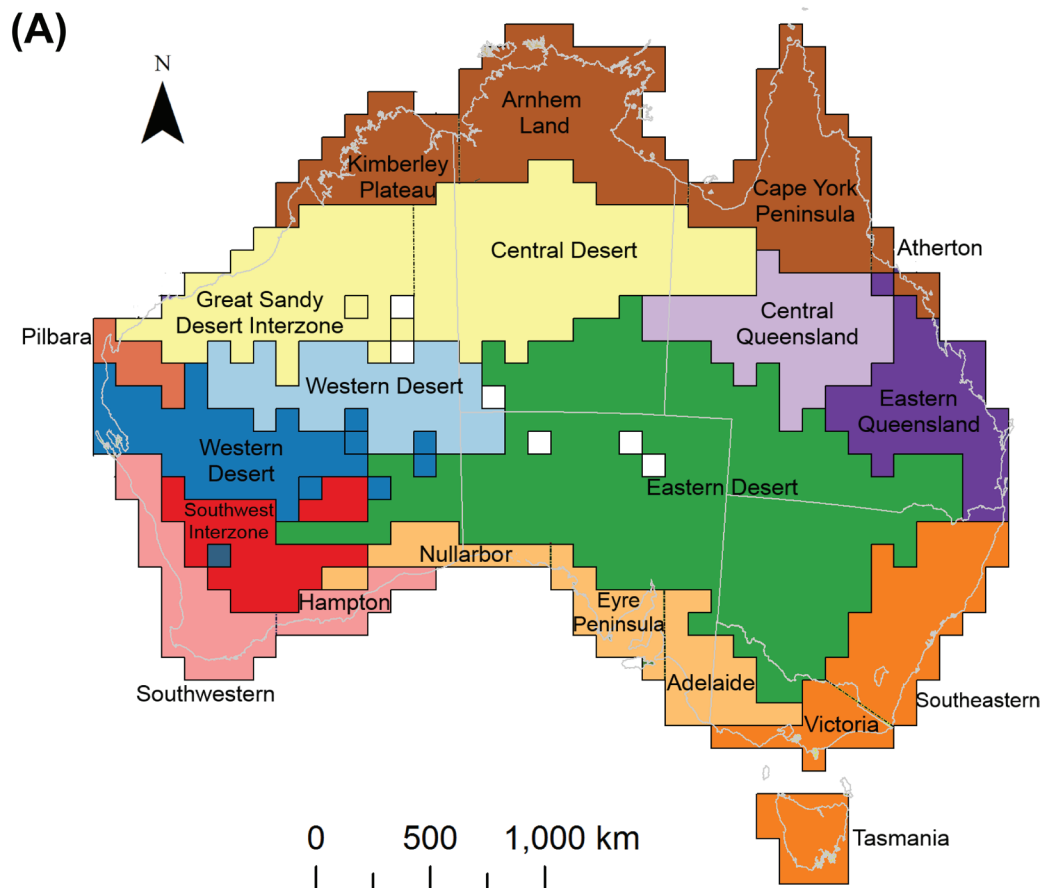 (A)
N
Arnhem
Land
Kimberley
Plateau
Cape York
Peninsula
Atherton
Central Desert
Great Sandy
Desert Interzone
Central
Queensland
Pilbara
Western Desert
Eastern
Queensland
Western
Desert
Eastern Desert
Southwest
Interzone
Nullarbor
Hampton
Eyre
Peninsula
Southwestern
Adelaide
Southeastern
Victoria
Tasmania
0 500 1,000 km